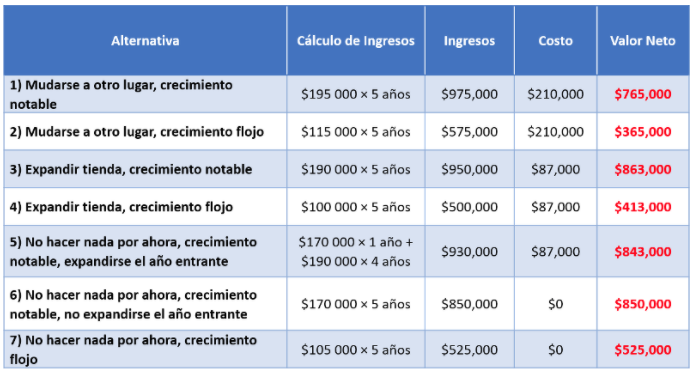 Alternativa Cálculo de Ingresos Ingresos Costo Valor Neto
1) Mudarse a otro lugar, crecimiento
notable
$195 000 × 5 años $975,000 $210,000 $765,000
2) Mudarse a otro lugar, crecimiento flojo $115 000 × 5 años $575,000 $210,000 $365,000
3) Expandir tienda, crecimiento notable $190 000 × 5 años $950,000 $87,000 $863,000
4) Expandir tienda, crecimiento flojo $100 000 × 5 años $500,000 $87,000 $413,000
5) No hacer nada por ahora, crecimiento
notable, expandirse el año entrante
$170 000 × 1 año +
$190 000 × 4 años
$930,000 $87,000 $843,000
6) No hacer nada por ahora, crecimiento
notable, no expandirse el año entrante
$170 000 × 5 años $850,000 $0 $850,000
7) No hacer nada por ahora, crecimiento
flojo
$105 000 × 5 años $525,000 $0 $525,000